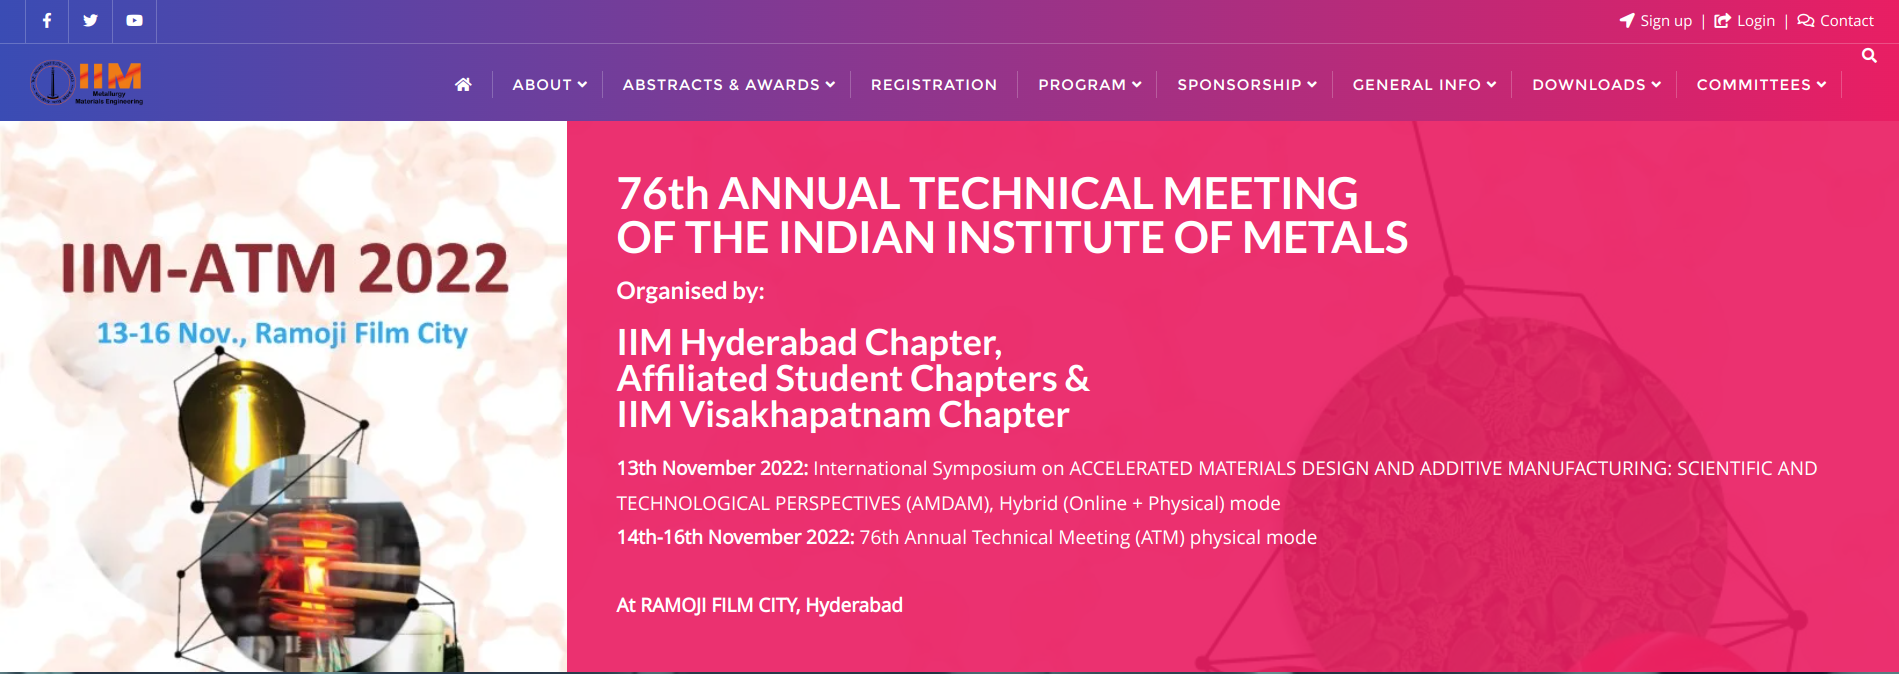 Sign up | Login | Contact
IIM
Metallurgy
Materials Engineering
ABOUT
ABSTRACTS & AWARDS
REGISTRATION
PROGRAM
SPONSORSHIP
GENERAL INFO
DOWNLOADS
COMMITTEES
IIM-ATM 2022
13-16 Nov., Ramoji Film City
76th ANNUAL TECHNICAL MEETING
OF THE INDIAN INSTITUTE OF METALS
Organised by:
IIM Hyderabad Chapter,
Affiliated Student Chapters &
IIM Visakhapatnam Chapter
13th November 2022: International Symposium on ACCELERATED MATERIALS DESIGN AND ADDITIVE MANUFACTURING: SCIENTIFIC AND
TECHNOLOGICAL PERSPECTIVES (AMDAM), Hybrid (Online + Physical) mode
14th-16th November 2022: 76th Annual Technical Meeting (ATM) physical mode
At RAMOJI FILM CITY, Hyderabad